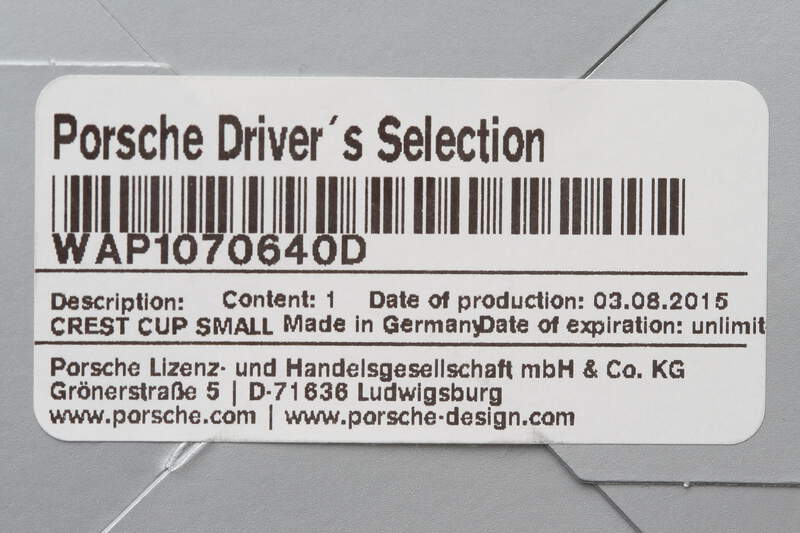 Porsche Driver´s Selection
WAP1070640D
Description: Content: 1 Date of production: 03.08.2015
CREST CUP SMALL Made in Germany Date of expiration: unlimit
Porsche Lizenz- und Handelsgesellschaft mbH & Co. KG
Grönerstraße 5 | D-71636 Ludwigsburg
www.porsche.com | www.porsche-design.com